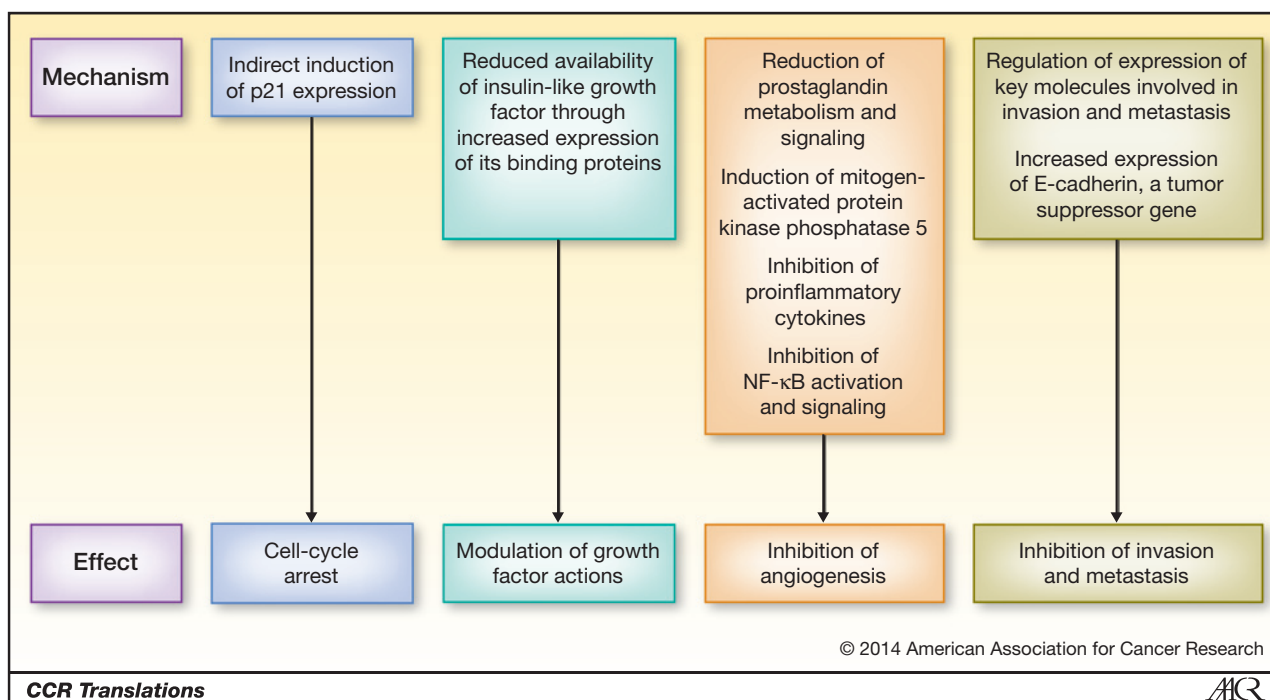 Mechanism
Indirect induction
of p21 expression
Reduced availability
of insulin-like growth
factor through
increased expression
of its binding proteins
Reduction of
prostaglandin
metabolism and
signaling
Induction of mitogen-
activated protein
kinase phosphatase 5
Inhibition of
proinflammatory
cytokines
Inhibition of
NF-κB activation
and signaling
Regulation of expression of
key molecules involved in
invasion and metastasis
Increased expression
of E-cadherin, a tumor
suppressor gene
Effect
Cell-cycle
arrest
Modulation of growth
factor actions
Inhibition of
angiogenesis
Inhibition of invasion
and metastasis
© 2014 American Association for Cancer Research
CCR Translations
AACR